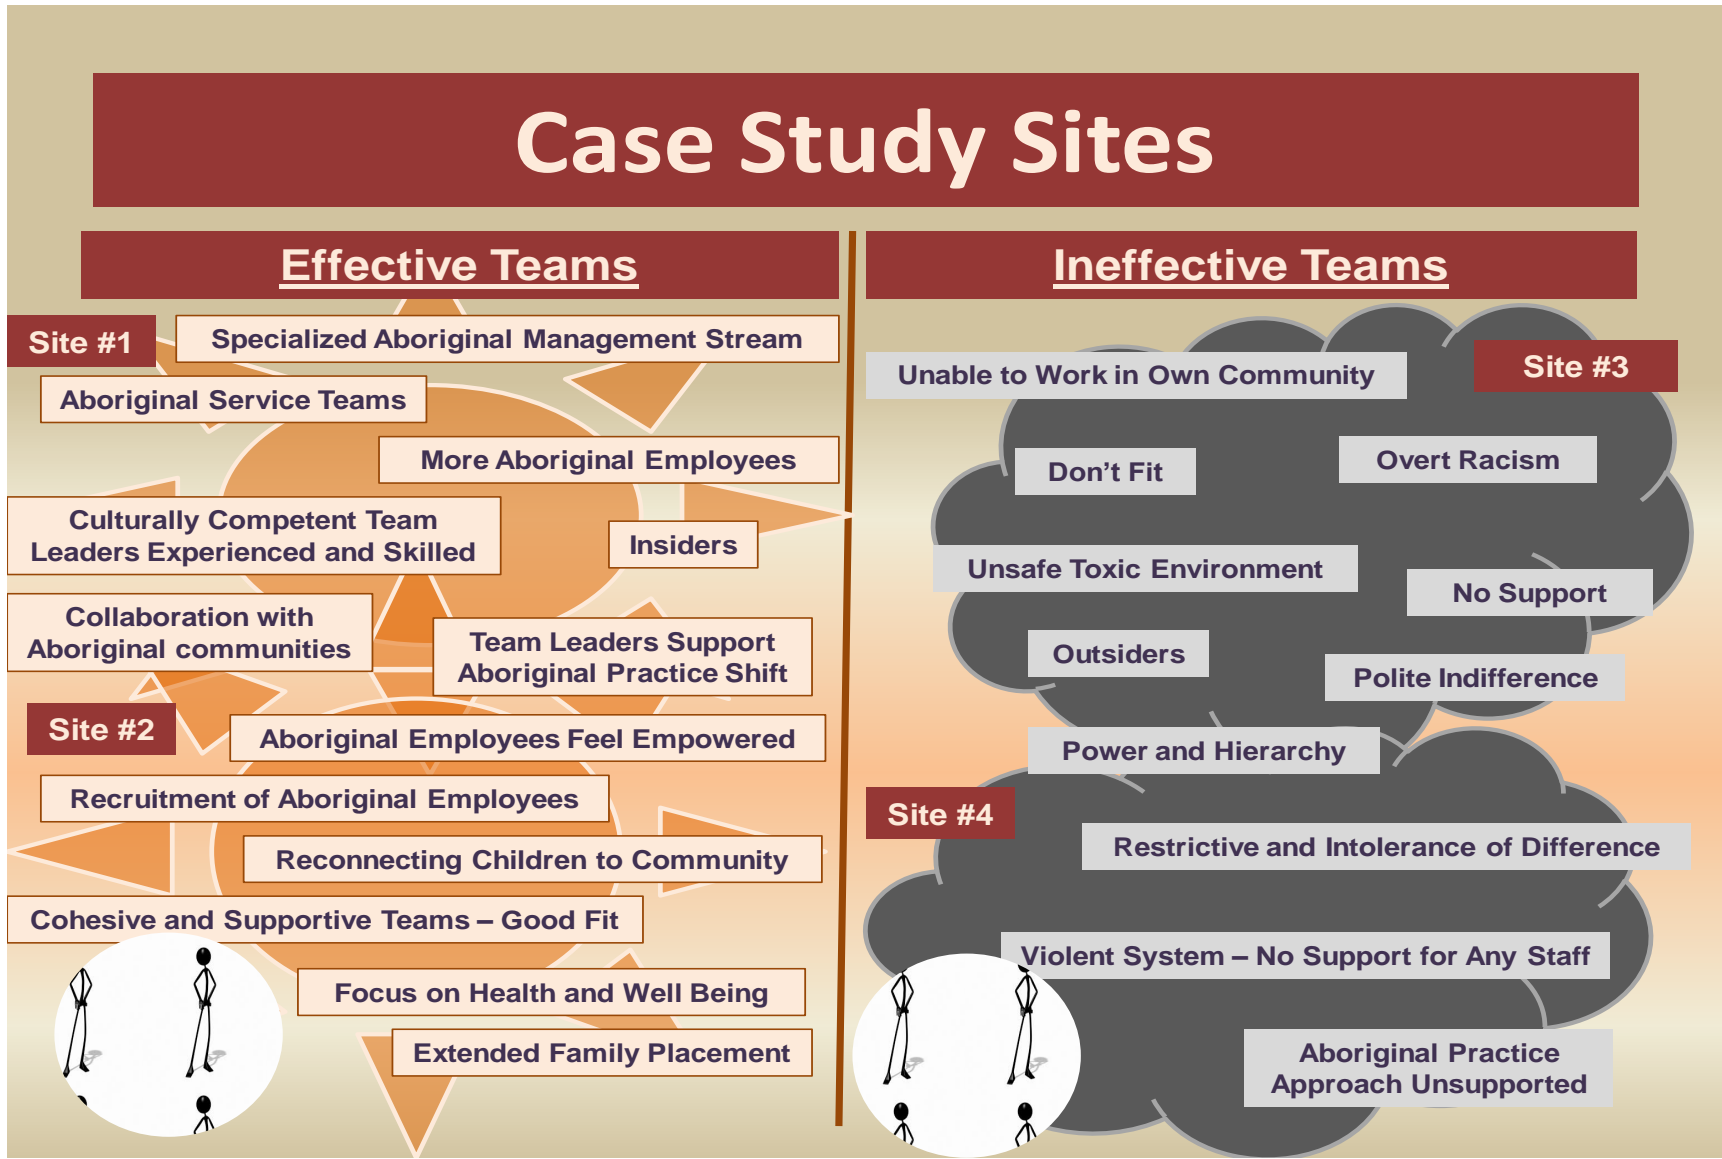 Case Study Sites
Effective Teams
Site #1
Specialized Aboriginal Management Stream
Aboriginal Service Teams
More Aboriginal Employees
Culturally Competent Team
Leaders Experienced and Skilled
Insiders
Collaboration with
Aboriginal communities
Team Leaders Support
Aboriginal Practice Shift
Site #2
Aboriginal Employees Feel Empowered
Recruitment of Aboriginal Employees
Reconnecting Children to Community
Cohesive and Supportive Teams – Good Fit
Focus on Health and Well Being
Extended Family Placement
Ineffective Teams
Site #3
Unable to Work in Own Community
Don’t Fit
Overt Racism
Unsafe Toxic Environment
No Support
Outsiders
Polite Indifference
Power and Hierarchy
Site #4
Restrictive and Intolerance of Difference
Violent System – No Support for Any Staff
Aboriginal Practice
Approach Unsupported